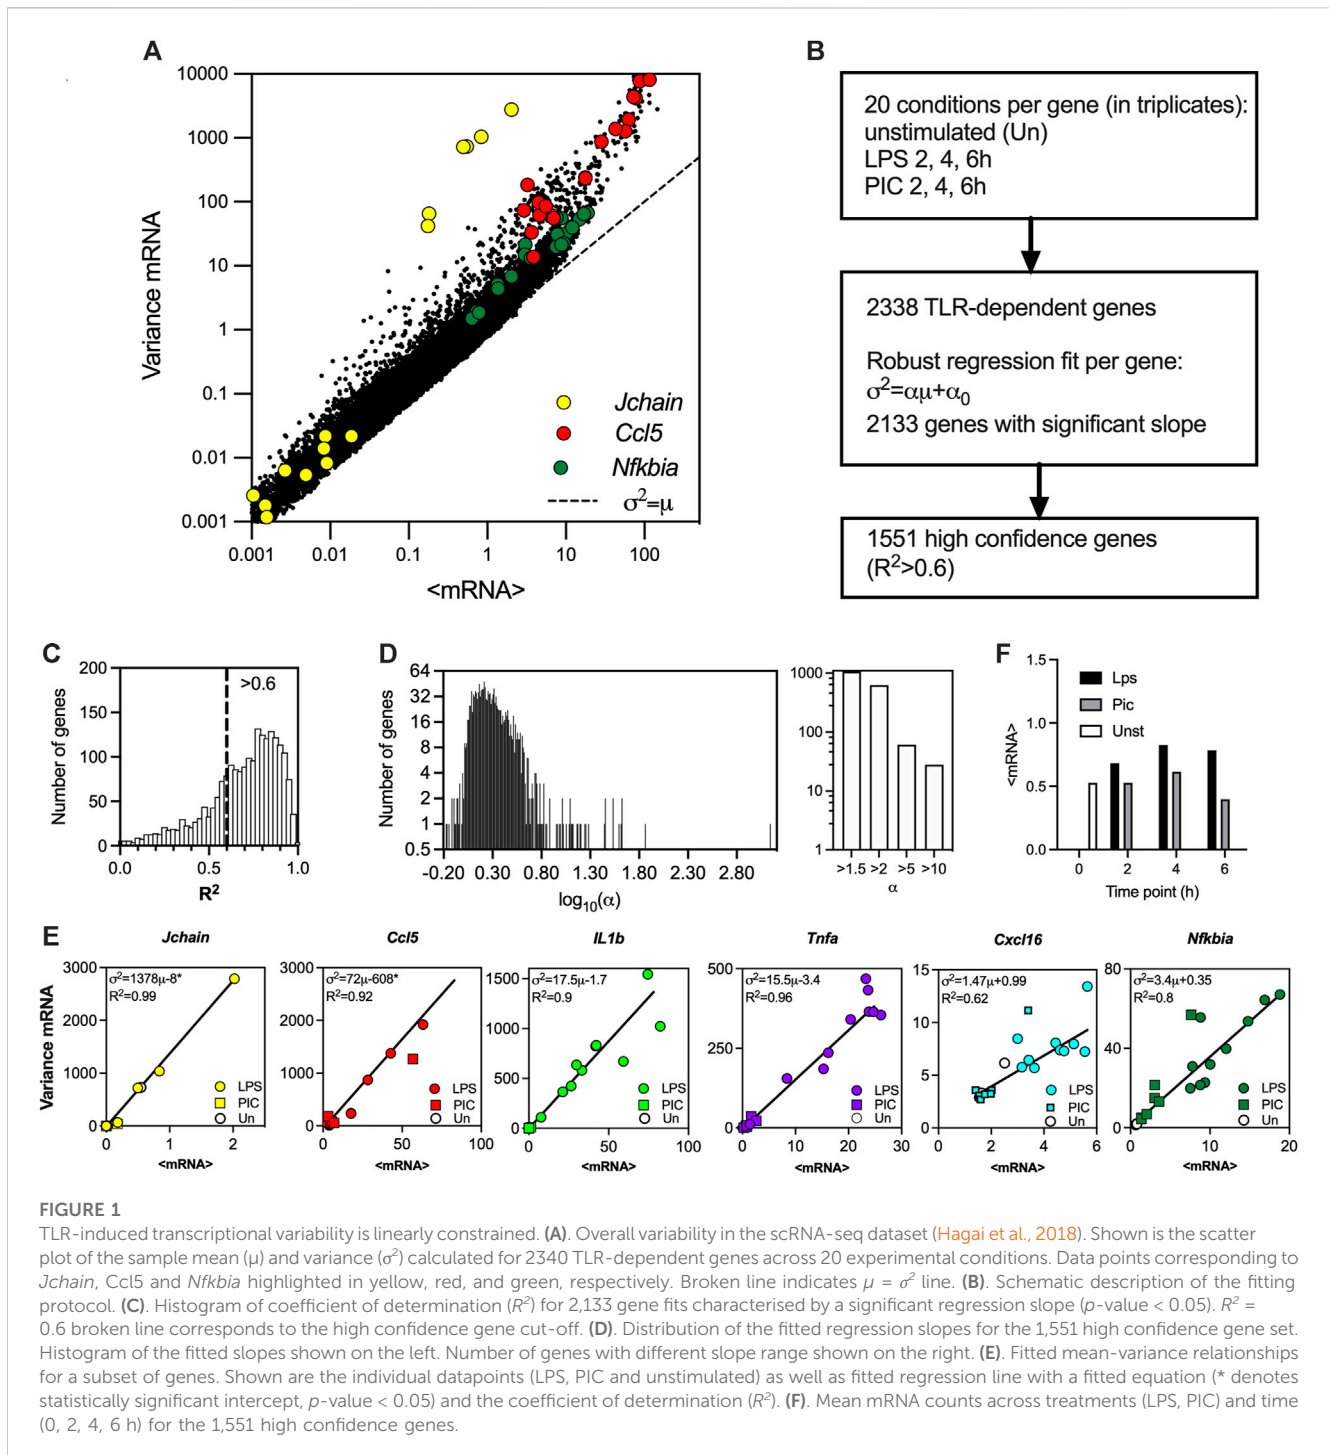 A
10000
1000
100
10
1
0.1
0.01
0.001
Variance mRNA
0.001 0.01 0.1 1 10 100
<mRNA>
Jchain
Ccl5
Nfkbia
σ²=μ
B
20 conditions per gene (in triplicates):
unstimulated (Un)
LPS 2, 4, 6h
PIC 2, 4, 6h
2338 TLR-dependent genes
Robust regression fit per gene:
σ²=αμ+α₀
2133 genes with significant slope
1551 high confidence genes
(R²>0.6)
C
200
150
100
50
0
Number of genes
>0.6
0.0 0.5 1.0
R²
D
64
32
16
8
4
2
1
0.5
Number of genes
-0.20 0.30 0.80 1.30 1.80 2.30 2.80
log₁₀(α)
1000
100
10
1
>1.5 >2 >5 >10
α
F
1.5
1.0
0.5
0.0
<mRNA>
Lps
Pic
Unst
0 2 4 6
Time point (h)
E
Variance mRNA
Jchain
3000
2000
1000
0
σ²=1378μ-8*
R²=0.99
LPS
PIC
Un
0 1 2
<mRNA>
Ccl5
3000
2000
1000
0
σ²=72μ-608*
R²=0.92
LPS
PIC
Un
0 50 100
<mRNA>
IL1b
1500
1000
500
0
σ²=17.5μ-1.7
R²=0.9
LPS
PIC
Un
0 50 100
<mRNA>
Tnfa
500
250
0
σ²=15.5μ-3.4
R²=0.96
LPS
PIC
Un
0 10 20 30
<mRNA>
Cxcl16
15
10
5
0
σ²=1.47μ+0.99
R²=0.62
LPS
PIC
Un
0 2 4 6
<mRNA>
Nfkbia
80
40
0
σ²=3.4μ+0.35
R²=0.8
LPS
PIC
Un
0 10 20
<mRNA>
FIGURE 1
TLR-induced transcriptional variability is linearly constrained. (A). Overall variability in the scRNA-seq dataset (Hagai et al., 2018). Shown is the scatter
plot of the sample mean (μ) and variance (σ²) calculated for 2340 TLR-dependent genes across 20 experimental conditions. Data points corresponding to
Jchain, Ccl5 and Nfkbia highlighted in yellow, red, and green, respectively. Broken line indicates μ = σ² line. (B). Schematic description of the fitting
protocol. (C). Histogram of coefficient of determination (R²) for 2,133 gene fits characterised by a significant regression slope (p-value < 0.05). R² =
0.6 broken line corresponds to the high confidence gene cut-off. (D). Distribution of the fitted regression slopes for the 1,551 high confidence gene set.
Histogram of the fitted slopes shown on the left. Number of genes with different slope range shown on the right. (E). Fitted mean-variance relationships
for a subset of genes. Shown are the individual datapoints (LPS, PIC and unstimulated) as well as fitted regression line with a fitted equation (* denotes
statistically significant intercept, p-value < 0.05) and the coefficient of determination (R²). (F). Mean mRNA counts across treatments (LPS, PIC) and time
(0, 2, 4, 6 h) for the 1,551 high confidence genes.